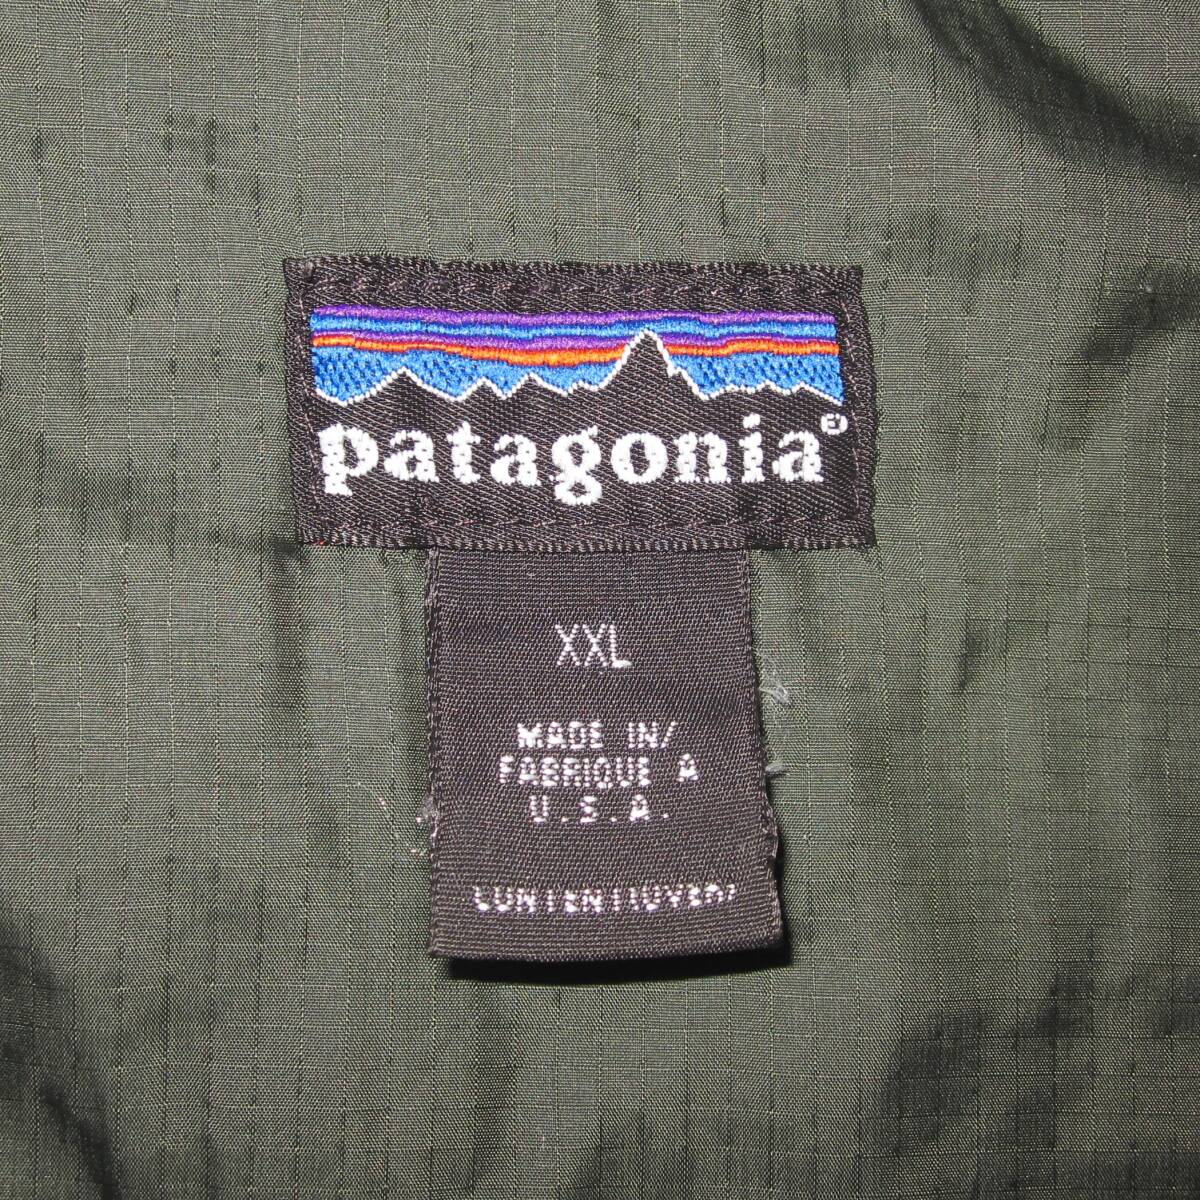 patagonia®
XXL
MADE IN/
FABRIQUE A
U.S.A.